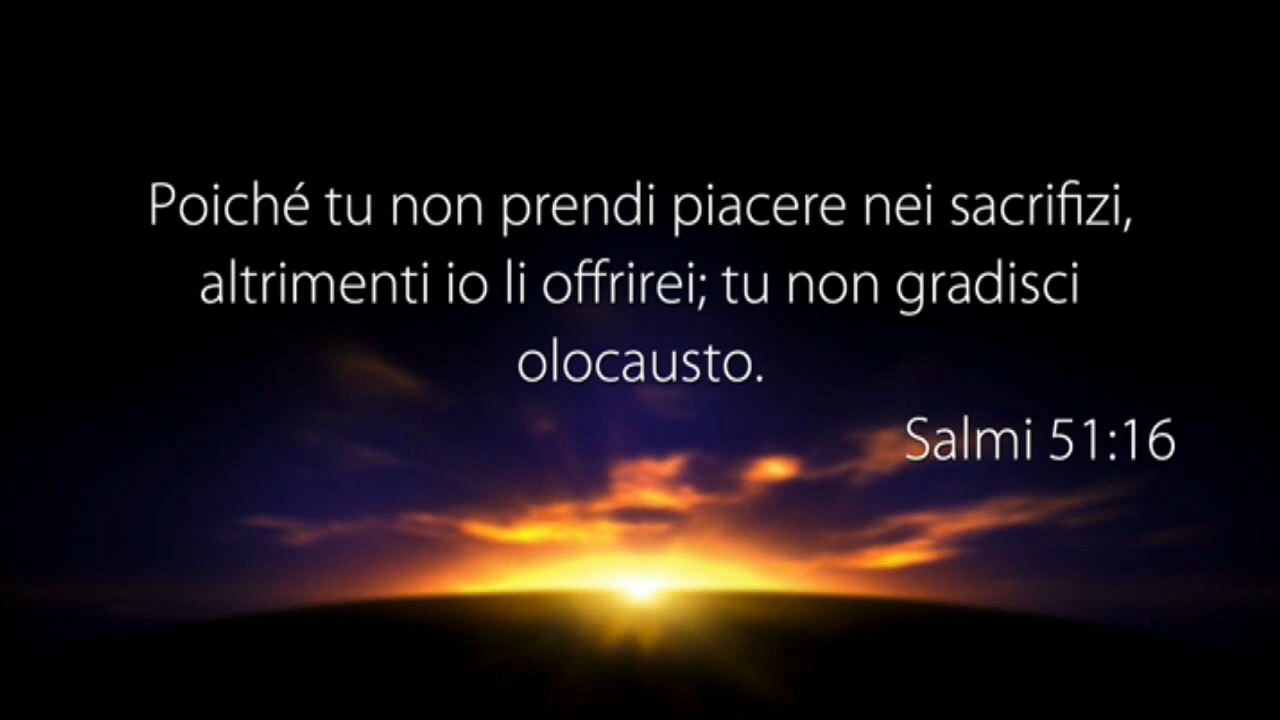 Poiché tu non prendi piacere nei sacrifizi,
altrimenti io li offrirei; tu non gradisci
olocausto.
Salmi 51:16